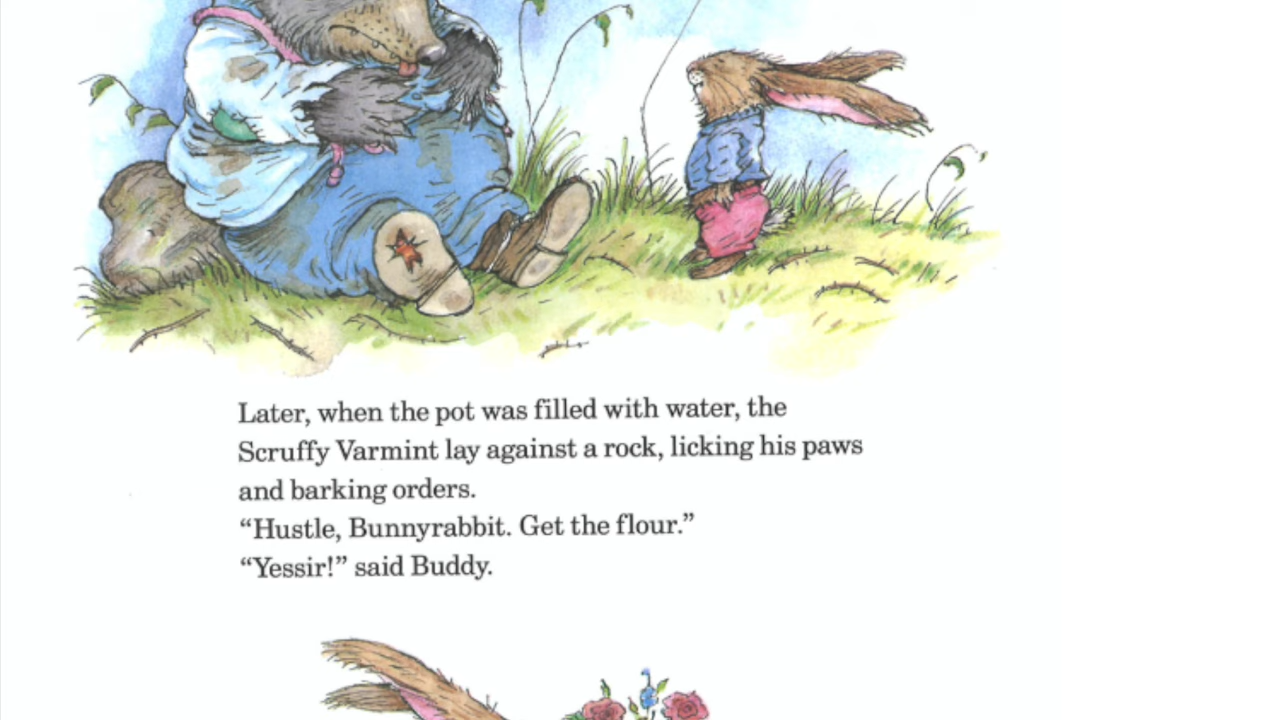 Later, when the pot was filled with water, the
Scruffy Varmint lay against a rock, licking his paws
and barking orders.
“Hustle, Bunnyrabbit. Get the flour.”
“Yessir!” said Buddy.